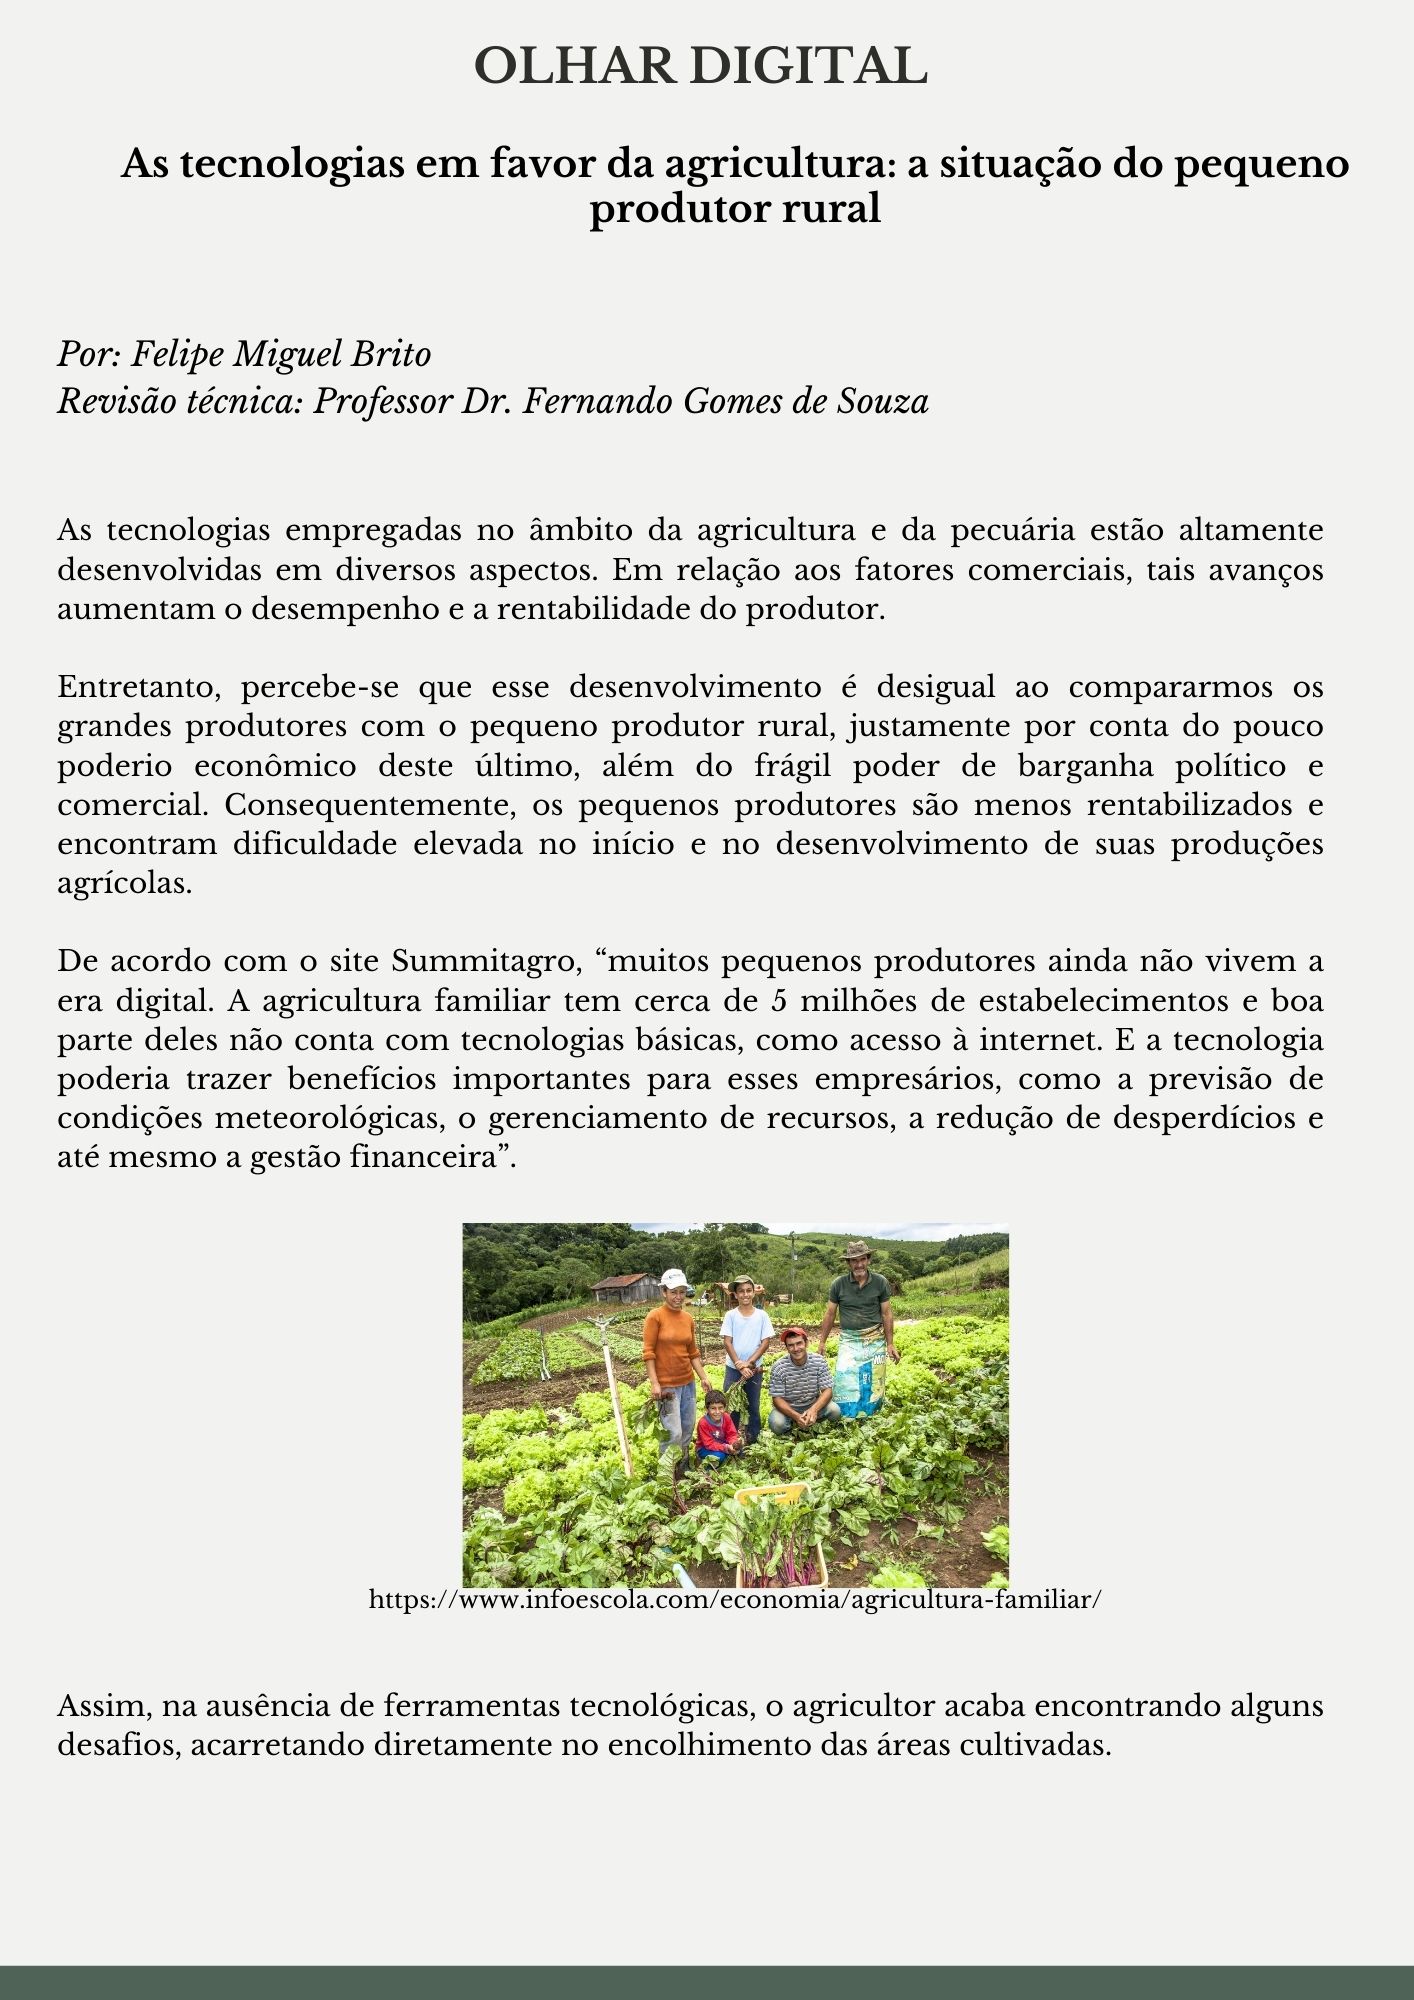 OLHAR DIGITAL
As tecnologias em favor da agricultura: a situação do pequeno
produtor rural
Por: Felipe Miguel Brito
Revisão técnica: Professor Dr. Fernando Gomes de Souza
As tecnologias empregadas no âmbito da agricultura e da pecuária estão altamente
desenvolvidas em diversos aspectos. Em relação aos fatores comerciais, tais avanços
aumentam o desempenho e a rentabilidade do produtor.
Entretanto, percebe-se que esse desenvolvimento é desigual ao compararmos os
grandes produtores com o pequeno produtor rural, justamente por conta do pouco
poderio econômico deste último, além do frágil poder de barganha político e
comercial. Consequentemente, os pequenos produtores são menos rentabilizados e
encontram dificuldade elevada no início e no desenvolvimento de suas produções
agrícolas.
De acordo com o site Summitagro, “muitos pequenos produtores ainda não vivem a
era digital. A agricultura familiar tem cerca de 5 milhões de estabelecimentos e boa
parte deles não conta com tecnologias básicas, como acesso à internet. E a tecnologia
poderia trazer benefícios importantes para esses empresários, como a previsão de
condições meteorológicas, o gerenciamento de recursos, a redução de desperdícios e
até mesmo a gestão financeira”.
https://www.infoescola.com/economia/agricultura-familiar/
Assim, na ausência de ferramentas tecnológicas, o agricultor acaba encontrando alguns
desafios, acarretando diretamente no encolhimento das áreas cultivadas.